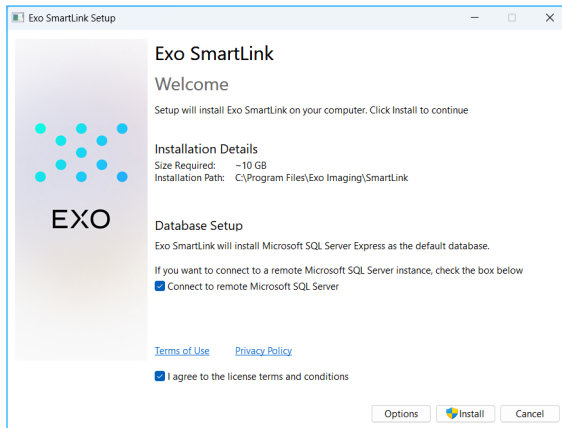 Exo SmartLink Setup
Exo SmartLink
Welcome
Setup will install Exo SmartLink on your computer. Click Install to continue
Installation Details
Size Required: ~10 GB
Installation Path: C:\Program Files\Exo Imaging\SmartLink
EXO
Database Setup
Exo SmartLink will install Microsoft SQL Server Express as the default database.
If you want to connect to a remote Microsoft SQL Server instance, check the box below
Connect to remote Microsoft SQL Server
Terms of Use Privacy Policy
I agree to the license terms and conditions
Options Install Cancel